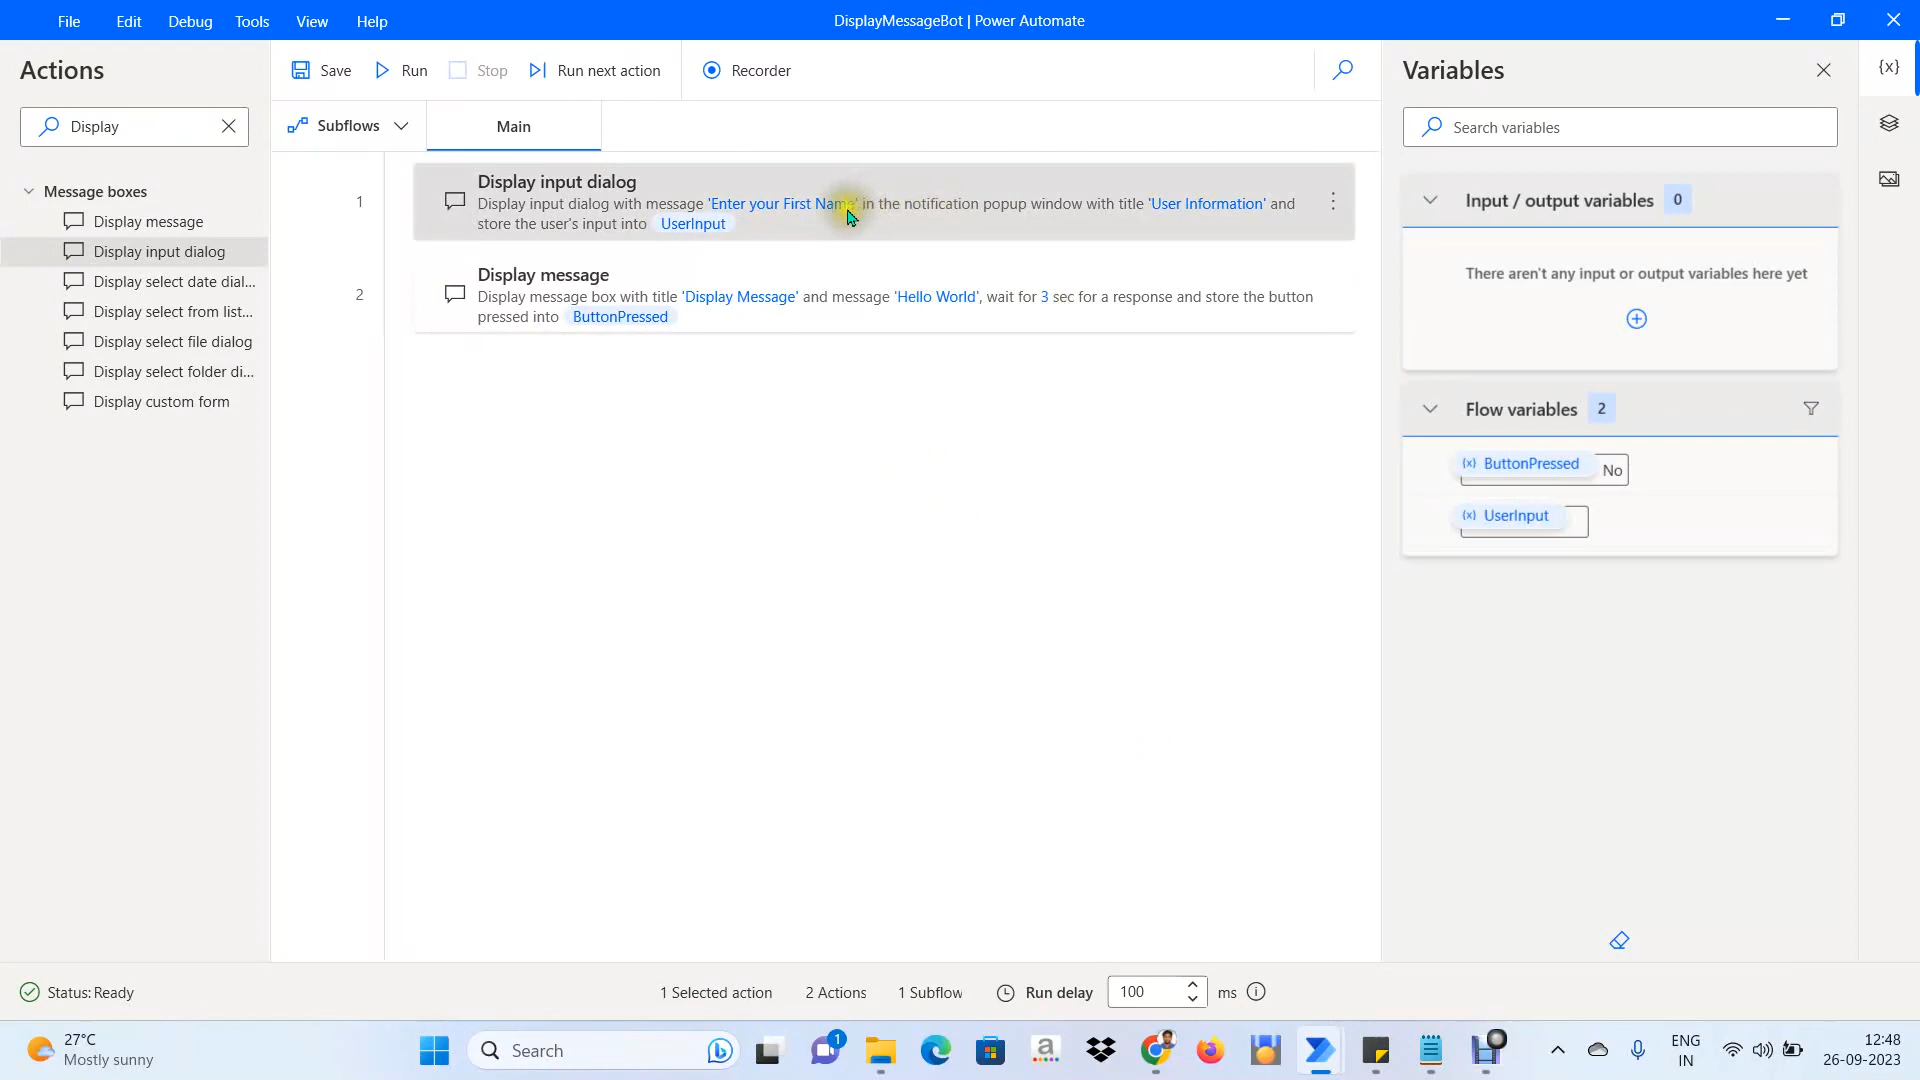 File Edit Debug Tools View Help
DisplayMessageBot | Power Automate
Actions
Display
Message boxes
Display message
Display input dialog
Display select date dial...
Display select from list...
Display select file dialog
Display select folder di...
Display custom form
Save Run Stop Run next action Recorder
Subflows Main
1
Display input dialog
Display input dialog with message 'Enter your First Name' in the notification popup window with title 'User Information' and
store the user's input into UserInput
2
Display message
Display message box with title 'Display Message' and message 'Hello World', wait for 3 sec for a response and store the button
pressed into ButtonPressed
Variables
{x}
Search variables
Input / output variables 0
There aren't any input or output variables here yet
Flow variables 2
{x} ButtonPressed No
{x} UserInput
Status: Ready
1 Selected action 2 Actions 1 Subflow Run delay 100 ms
27°C
Mostly sunny
Search
1
ENG
IN
12:48
26-09-2023